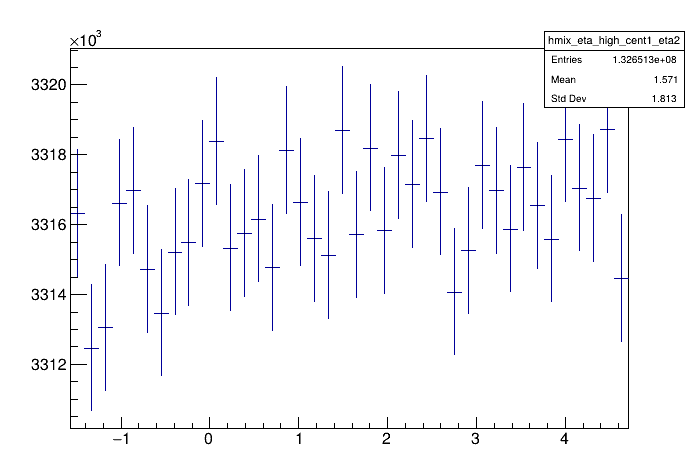 ×10³
hmix_eta_high_cent1_eta2
Entries 1.326513e+08
Mean 1.571
Std Dev 1.813
3320
3318
3316
3314
3312
−1 0 1 2 3 4